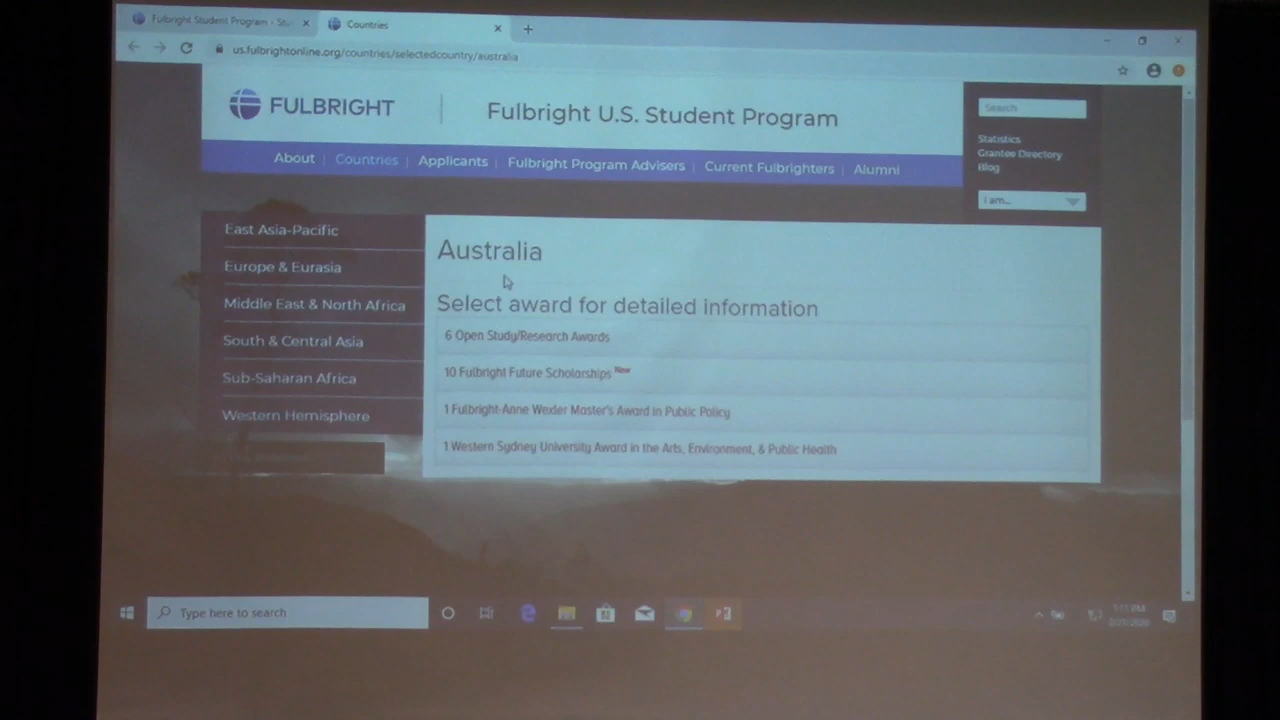 Fulbright Student Program - Stu
Countries
us.fulbrightonline.org/countries/selectedcountry/australia
FULBRIGHT
Fulbright U.S. Student Program
Search
Statistics
Grantee Directory
Blog
I am...
About | Countries | Applicants | Fulbright Program Advisers | Current Fulbrighters | Alumni
East Asia-Pacific
Europe & Eurasia
Middle East & North Africa
South & Central Asia
Sub-Saharan Africa
Western Hemisphere
Australia
Select award for detailed information
6 Open Study/Research Awards
10 Fulbright Future Scholarships New
1 Fulbright-Anne Wexler Master's Award in Public Policy
1 Western Sydney University Award in the Arts, Environment, & Public Health
Type here to search